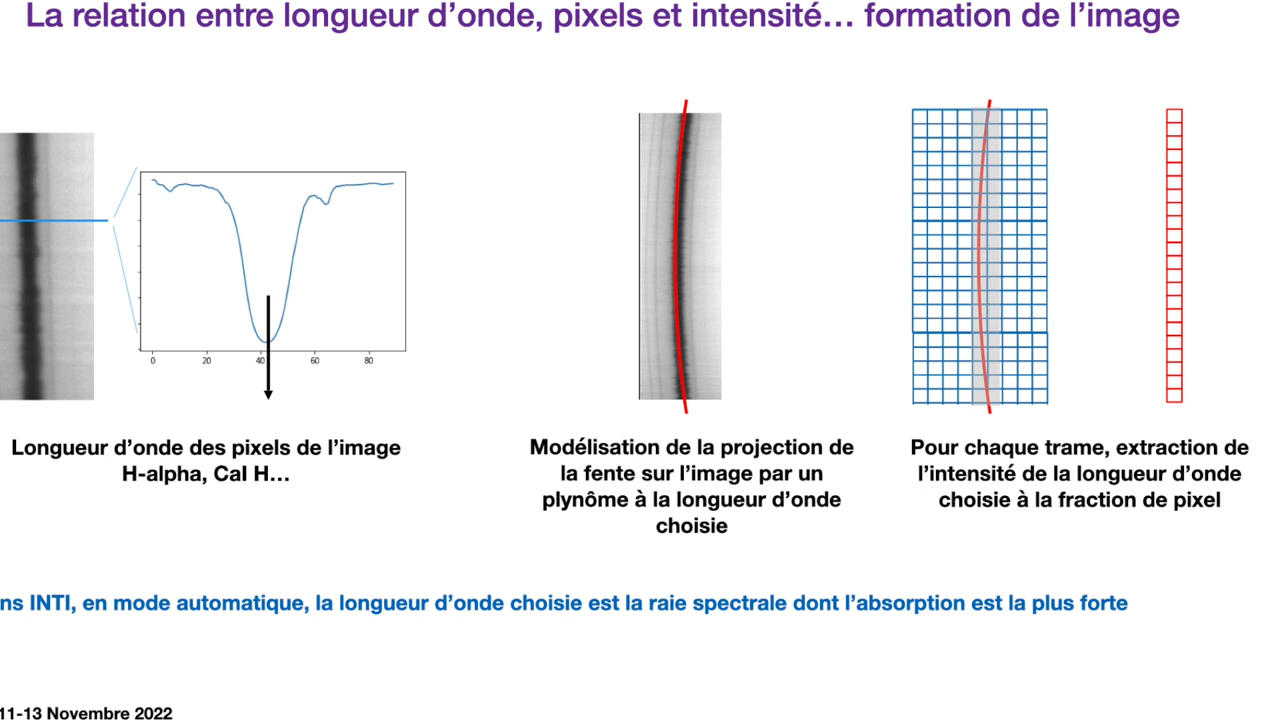 La relation entre longueur d’onde, pixels et intensité… formation de l’image
0 20 40 60 80
Longueur d’onde des pixels de l’image
H-alpha, CaI H…
Modélisation de la projection de
la fente sur l’image par un
plynôme à la longueur d’onde
choisie
Pour chaque trame, extraction de
l’intensité de la longueur d’onde
choisie à la fraction de pixel
ns INTI, en mode automatique, la longueur d’onde choisie est la raie spectrale dont l’absorption est la plus forte
11-13 Novembre 2022